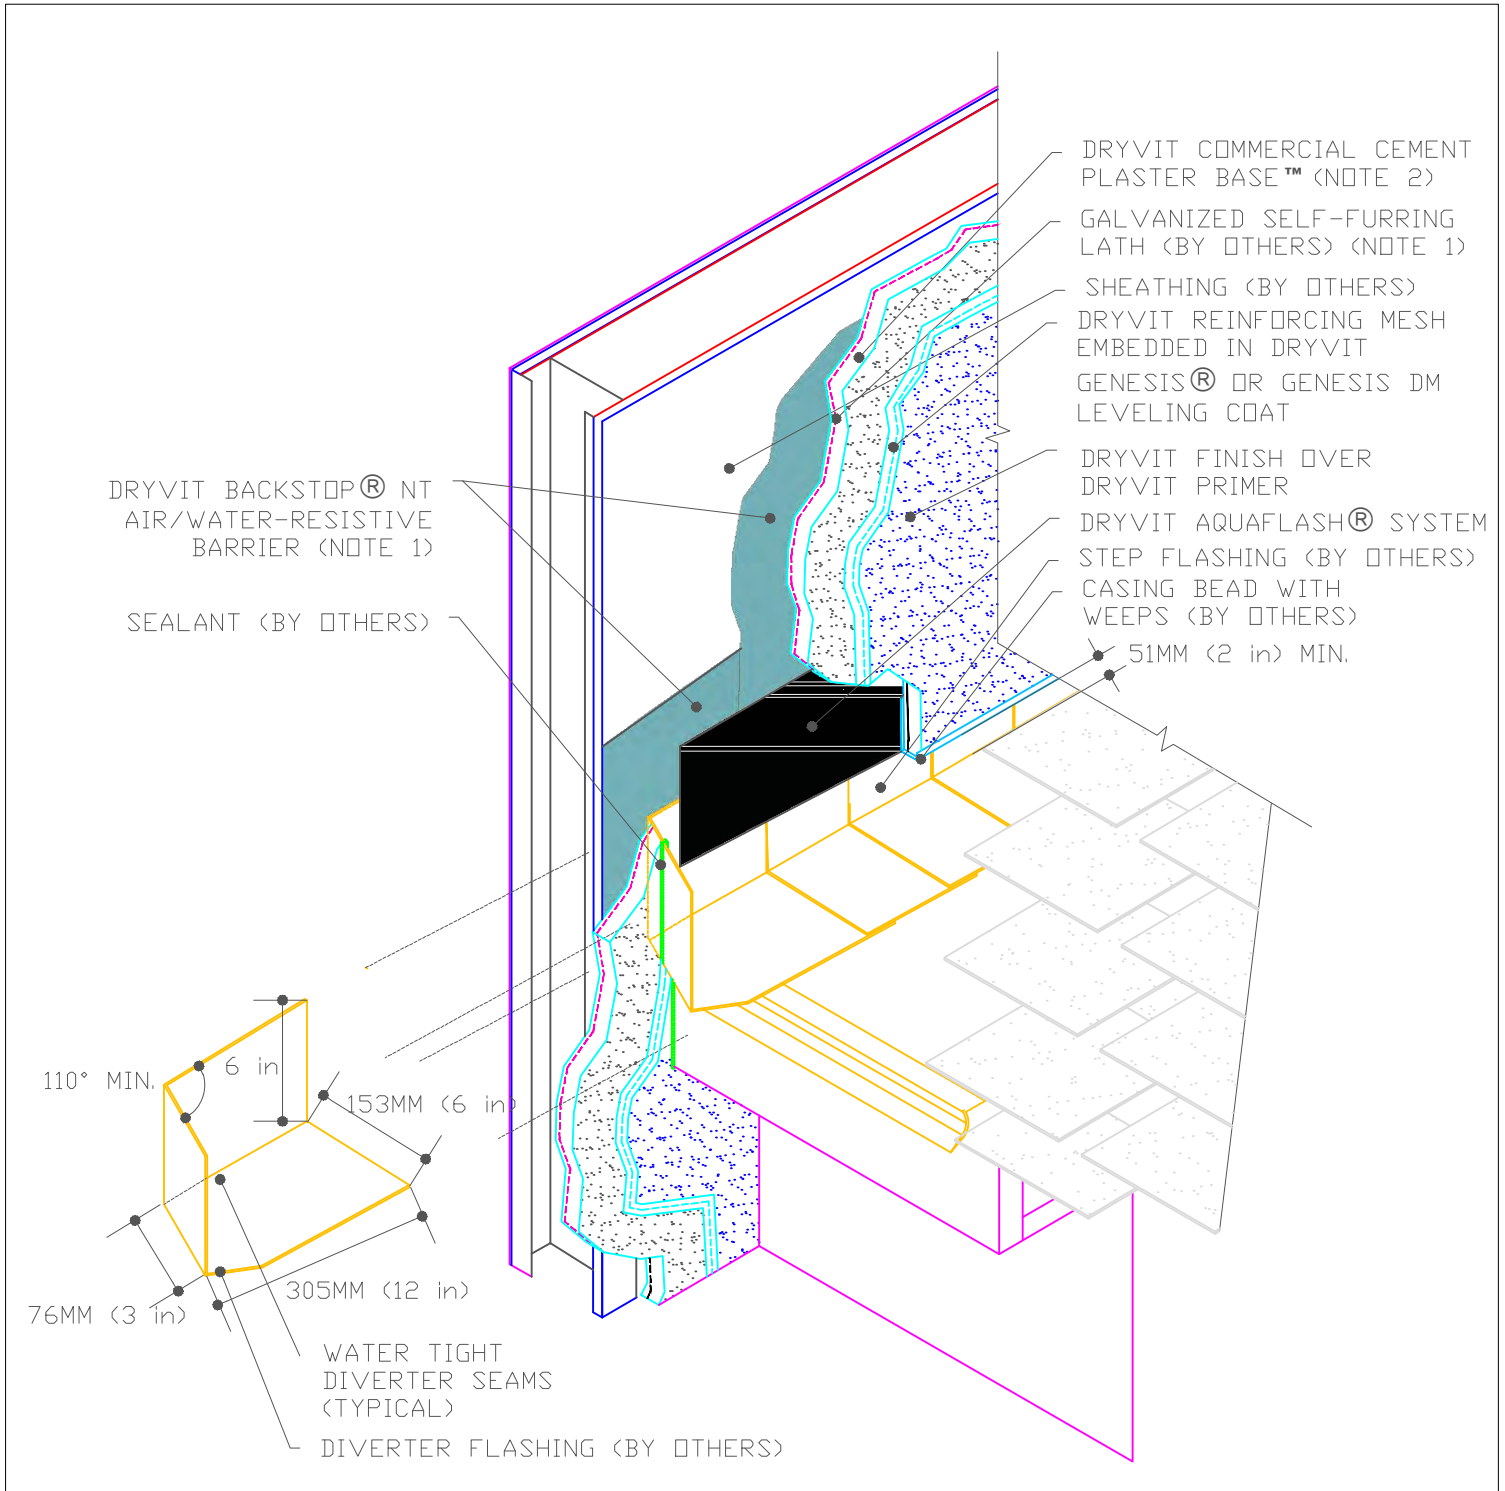 DRYVIT COMMERCIAL CEMENT
PLASTER BASE™ (NOTE 2)
GALVANIZED SELF-FURRING
LATH (BY OTHERS) (NOTE 1)
SHEATHING (BY OTHERS)
DRYVIT REINFORCING MESH
EMBEDDED IN DRYVIT
GENESIS® OR GENESIS DM
LEVELING COAT
DRYVIT FINISH OVER
DRYVIT PRIMER
DRYVIT AQUAFLASH® SYSTEM
STEP FLASHING (BY OTHERS)
CASING BEAD WITH
WEEPS (BY OTHERS)
51MM (2 in) MIN.
DRYVIT BACKSTOP® NT
AIR/WATER-RESISTIVE
BARRIER (NOTE 1)
SEALANT (BY OTHERS)
110° MIN.
6 in
153MM (6 in)
305MM (12 in)
76MM (3 in)
WATER TIGHT
DIVERTER SEAMS
(TYPICAL)
DIVERTER FLASHING (BY OTHERS)